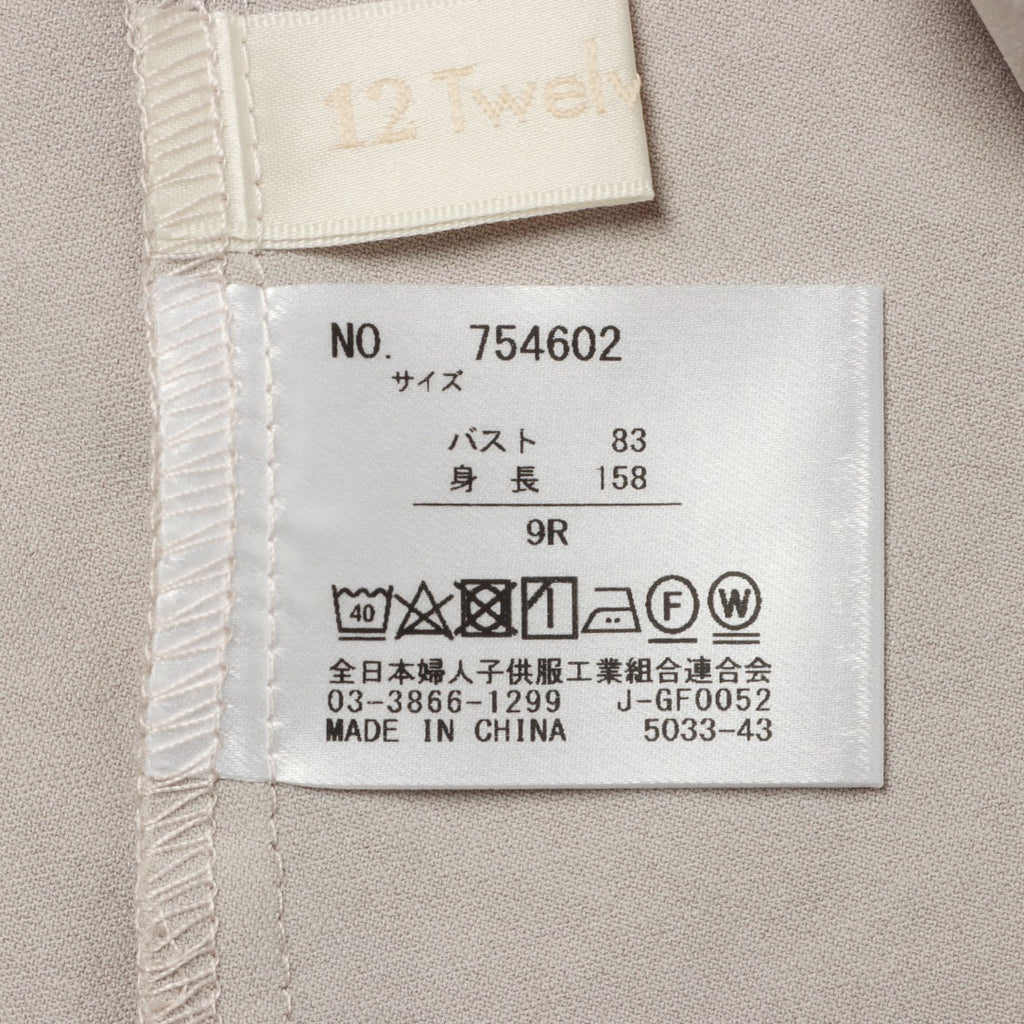 12 Twelv
NO. 754602
サイズ
バスト 83
身 長 158
9R
40 F W
全日本婦人子供服工業組合連合会
03-3866-1299 J-GF0052
MADE IN CHINA 5033-43